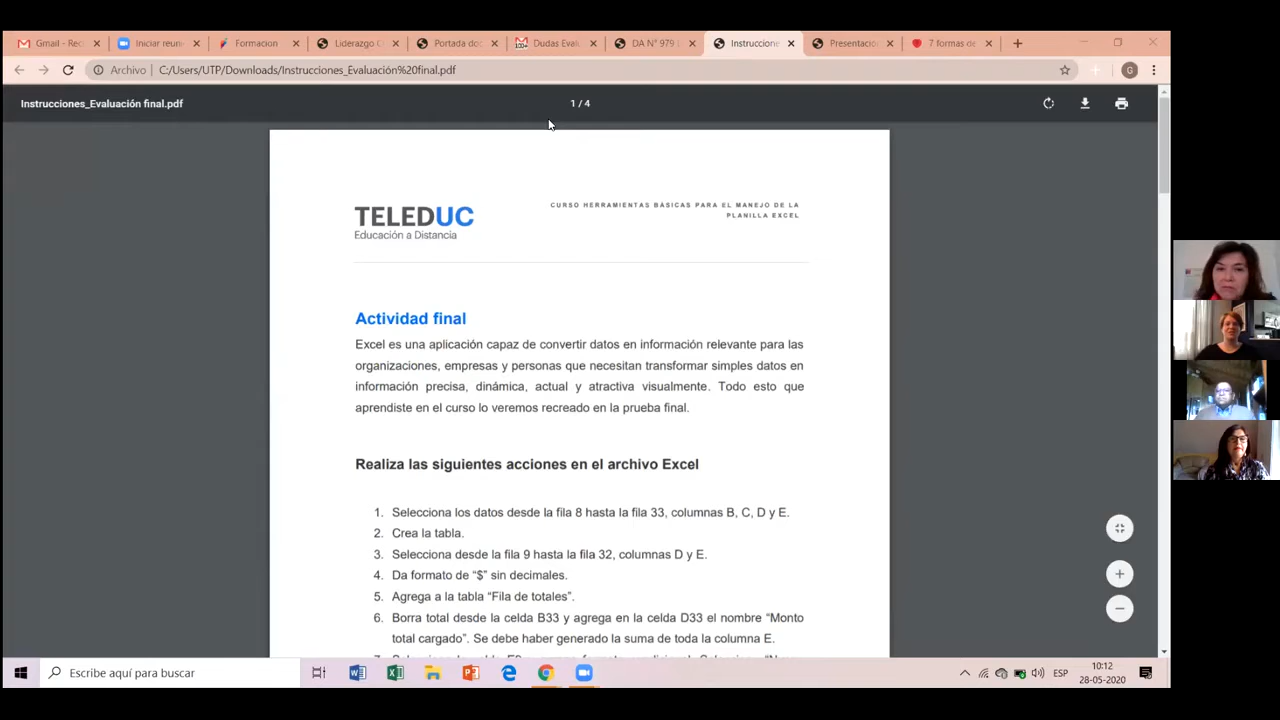 Gmail - Rec
Iniciar reuni
Formacion
Liderazgo C
Portada do
Dudas Eval
DA N° 979
Instruccione
Presentació
7 formas de
Archivo
C:/Users/UTP/Downloads/Instrucciones_Evaluación%20final.pdf
G
Instrucciones_Evaluación final.pdf
1 / 4
TELEDUC
Educación a Distancia
CURSO HERRAMIENTAS BÁSICAS PARA EL MANEJO DE LA
PLANILLA EXCEL
Actividad final
Excel es una aplicación capaz de convertir datos en información relevante para las
organizaciones, empresas y personas que necesitan transformar simples datos en
información precisa, dinámica, actual y atractiva visualmente. Todo esto que
aprendiste en el curso lo veremos recreado en la prueba final.
Realiza las siguientes acciones en el archivo Excel
1. Selecciona los datos desde la fila 8 hasta la fila 33, columnas B, C, D y E.
2. Crea la tabla.
3. Selecciona desde la fila 9 hasta la fila 32, columnas D y E.
4. Da formato de “$” sin decimales.
5. Agrega a la tabla “Fila de totales”.
6. Borra total desde la celda B33 y agrega en la celda D33 el nombre “Monto
total cargado”. Se debe haber generado la suma de toda la columna E.
Escribe aquí para buscar
ESP
10:12
28-05-2020